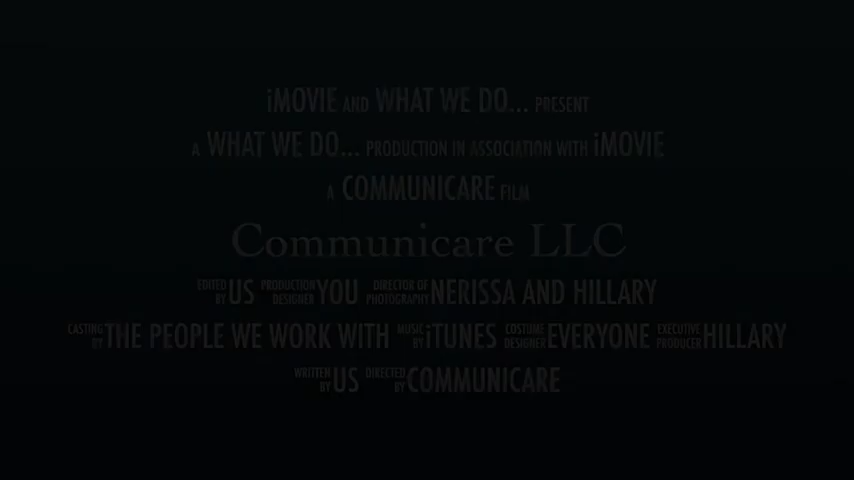 iMOVIE AND WHAT WE DO... PRESENT
A WHAT WE DO... PRODUCTION IN ASSOCIATION WITH iMOVIE
A COMMUNICARE FILM
Communicare LLC
EDITED BY US PRODUCTION DESIGNER YOU DIRECTOR OF PHOTOGRAPHY NERISSA AND HILLARY
CASTING BY THE PEOPLE WE WORK WITH MUSIC BY iTUNES COSTUME DESIGNER EVERYONE EXECUTIVE PRODUCER HILLARY
WRITTEN BY US DIRECTED BY COMMUNICARE